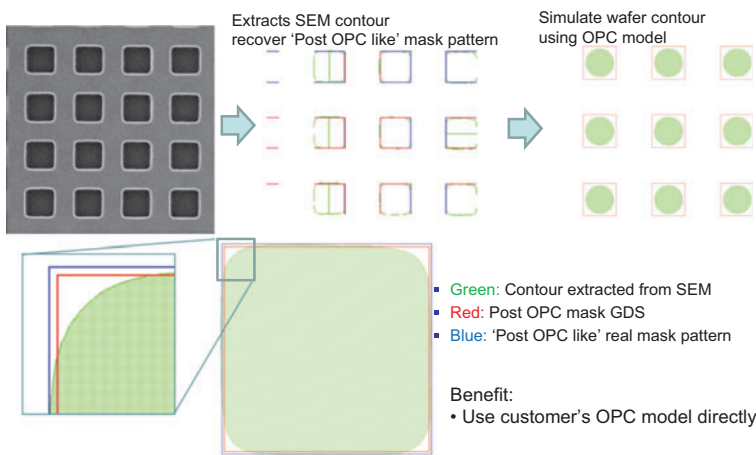 Extracts SEM contour
recover 'Post OPC like' mask pattern
Simulate wafer contour
using OPC model
▪ Green: Contour extracted from SEM
▪ Red: Post OPC mask GDS
▪ Blue: 'Post OPC like' real mask pattern
Benefit:
• Use customer's OPC model directly